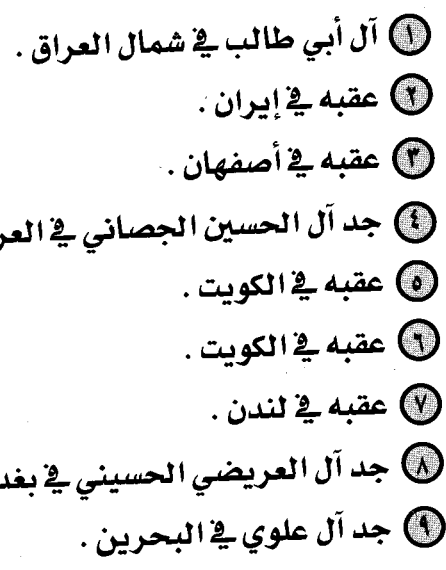 ١ آل أبي طالب في شمال العراق .
٢ عقبه في إيران .
٣ عقبه في أصفهان .
٤ جد آل الحسين الجصاني في العر
٥ عقبه في الكويت .
٦ عقبه في الكويت .
٧ عقبه في لندن .
٨ جد آل العريضي الحسيني في بغد
٩ جد آل علوي في البحرين .